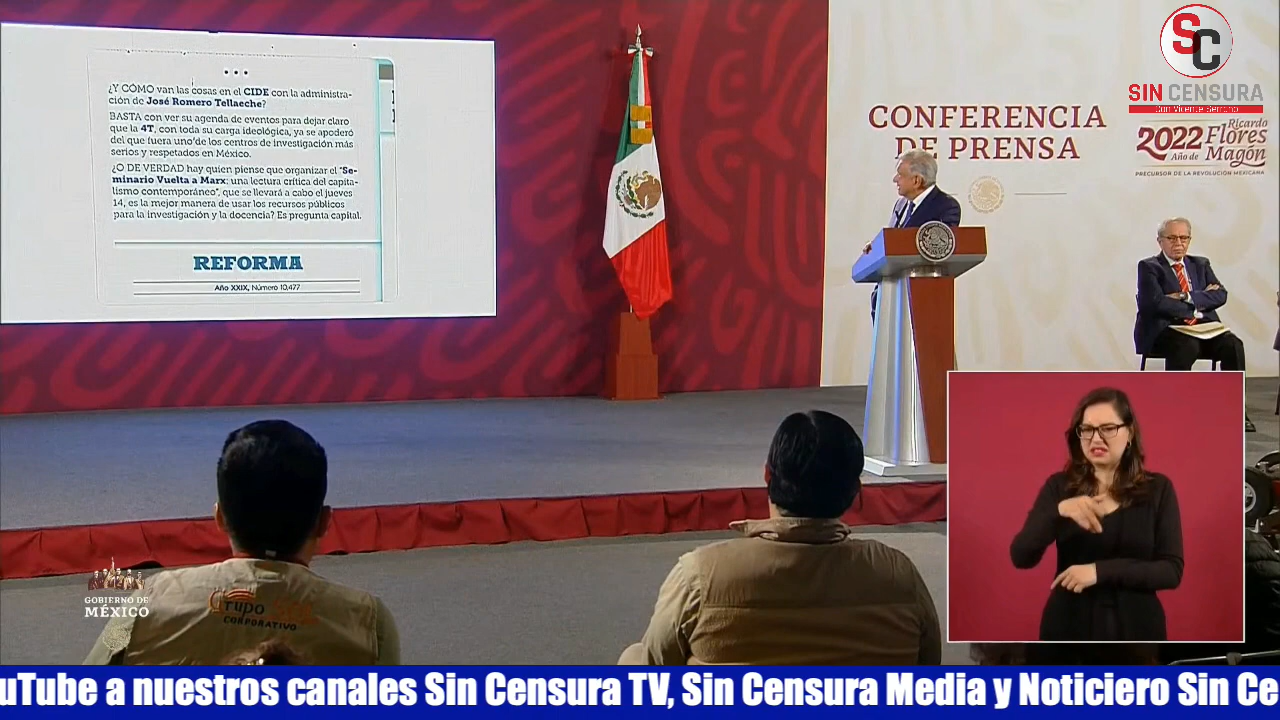 ¿Y CÓMO van las cosas en el CIDE con la administra-
ción de José Romero Tellaeche?
BASTA con ver su agenda de eventos para dejar claro
que la 4T, con toda su carga ideológica, ya se apoderó
del que fuera uno de los centros de investigación más
serios y respetados en México.
¿O DE VERDAD hay quien piense que organizar el "Se-
minario Vuelta a Marx; una lectura crítica del capita-
lismo contemporáneo", que se llevará a cabo el jueves
14, es la mejor manera de usar los recursos públicos
para la investigación y la docencia? Es pregunta capital.
REFORMA
Año XXIX, Número 10,477
CONFERENCIA
DE PRENSA
SC
SIN CENSURA
Con Vicente Serrano
2022 Ricardo
Flores
Año de Magón
PRECURSOR DE LA REVOLUCIÓN MEXICANA
GOBIERNO DE
MÉXICO
Grupo
CORPORATIVO
uTube a nuestros canales Sin Censura TV, Sin Censura Media y Noticiero Sin Ce